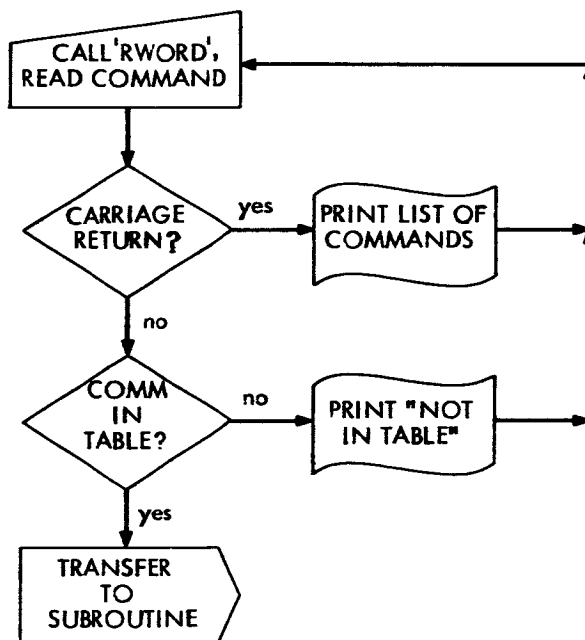 CALL'RWORD',
READ COMMAND
CARRIAGE
RETURN?
yes
PRINT LIST OF
COMMANDS
no
COMM
IN
TABLE?
no
PRINT "NOT
IN TABLE"
yes
TRANSFER
TO
SUBROUTINE